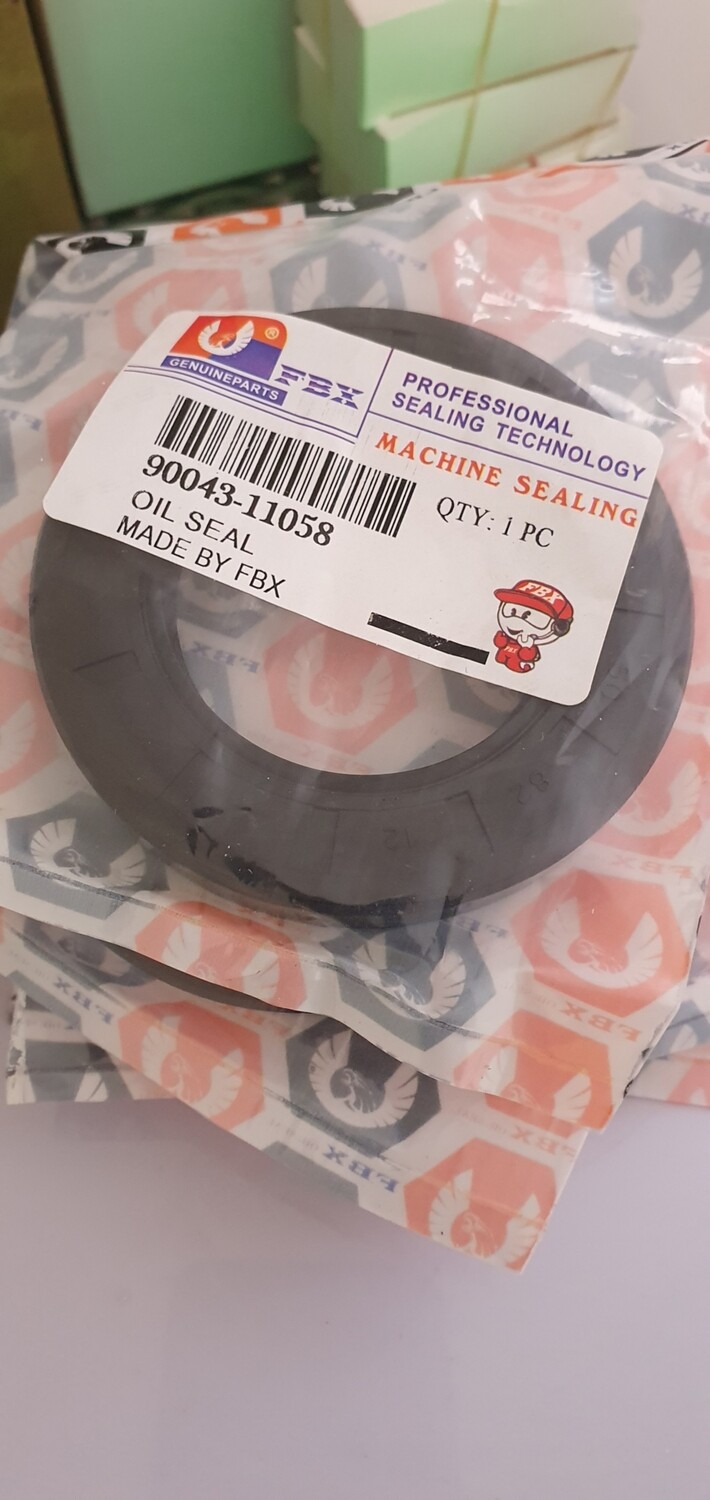 ®
GENUINEPARTS
FBX
PROFESSIONAL
SEALING TECHNOLOGY
MACHINE SEALING
90043-11058
QTY: 1 PC
OIL SEAL
MADE BY FBX
FBX